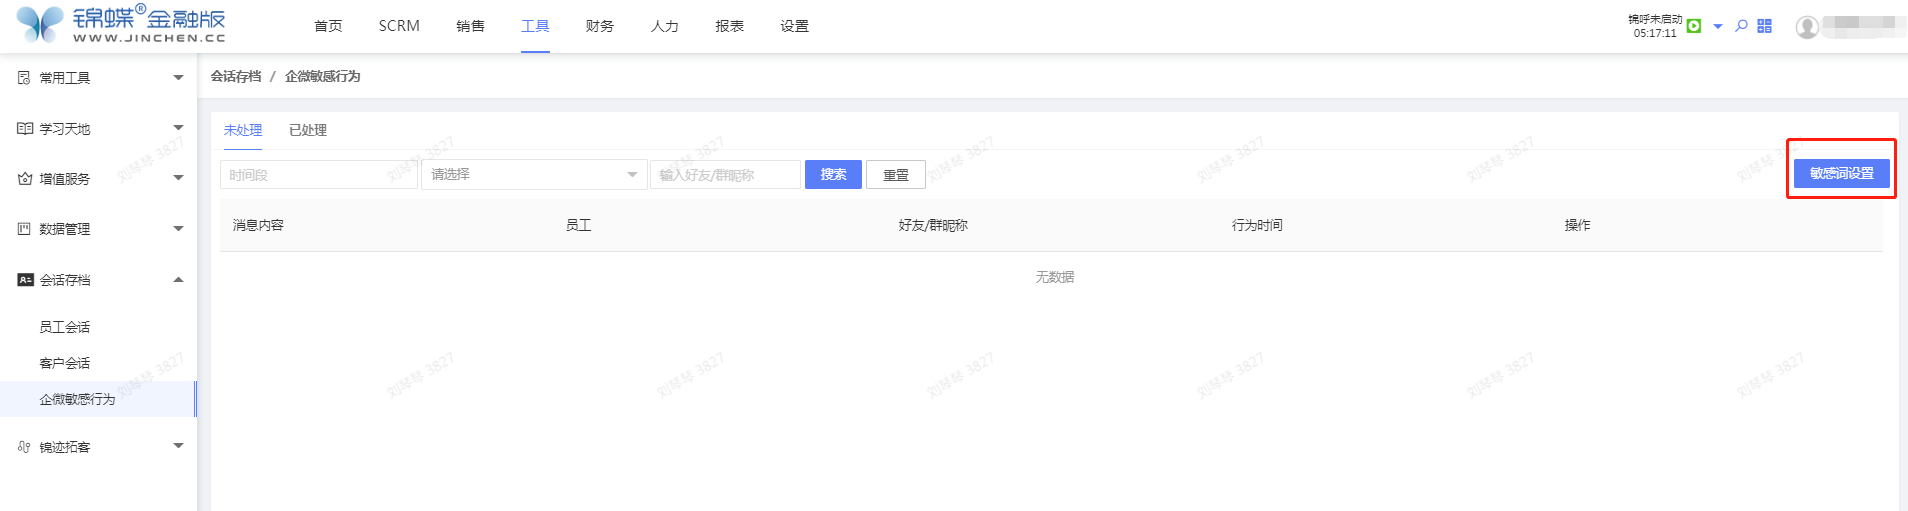 锦蝶®金融版
WWW.JINCHEN.CC
首页 SCRM 销售 工具 财务 人力 报表 设置
锦呼未启动
05:17:11
常用工具
学习天地
增值服务
数据管理
会话存档
员工会话
客户会话
企微敏感行为
锦迹拓客
会话存档 / 企微敏感行为
未处理 已处理
时间段 请选择 输入好友/群昵称 搜索 重置 敏感词设置
消息内容 员工 好友/群昵称 行为时间 操作
无数据
刘琴琴 3827
刘琴琴 3827
刘琴琴 3827
刘琴琴 3827
刘琴琴 3827
刘琴琴 3827
刘琴琴 3827
刘琴琴 3827
刘琴琴 3827
刘琴琴 3827
刘琴琴 3827
刘琴琴 3827
刘琴琴 3827
刘琴琴 3827